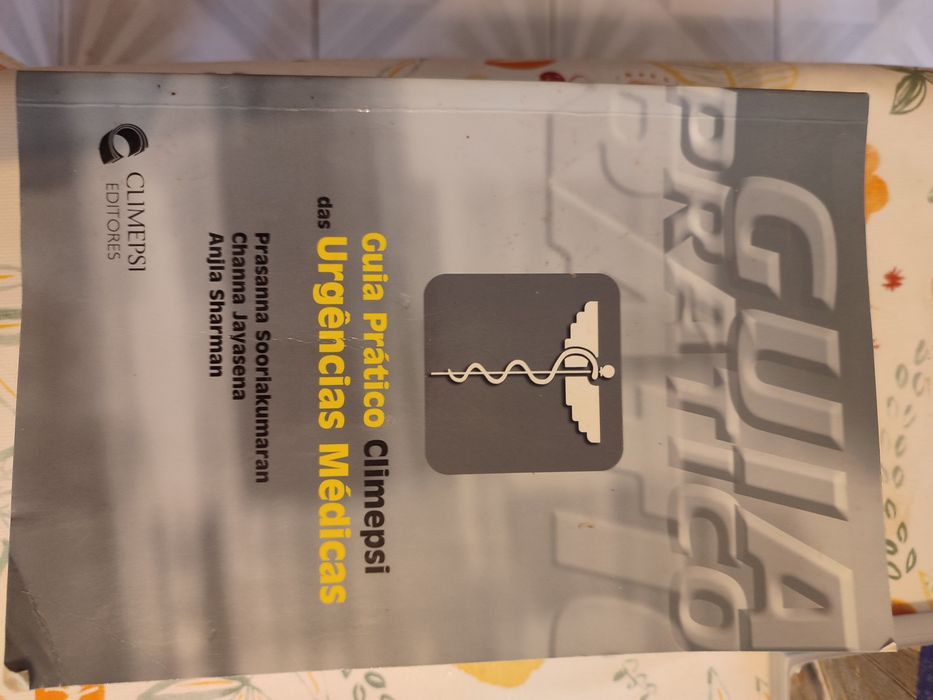 GUIA
PRÁTICO
Guia Prático Climepsi
das Urgências Médicas
Prasanna Sooriakumaran
Channa Jayasena
Anjla Sharman
CLIMEPSI
EDITORES